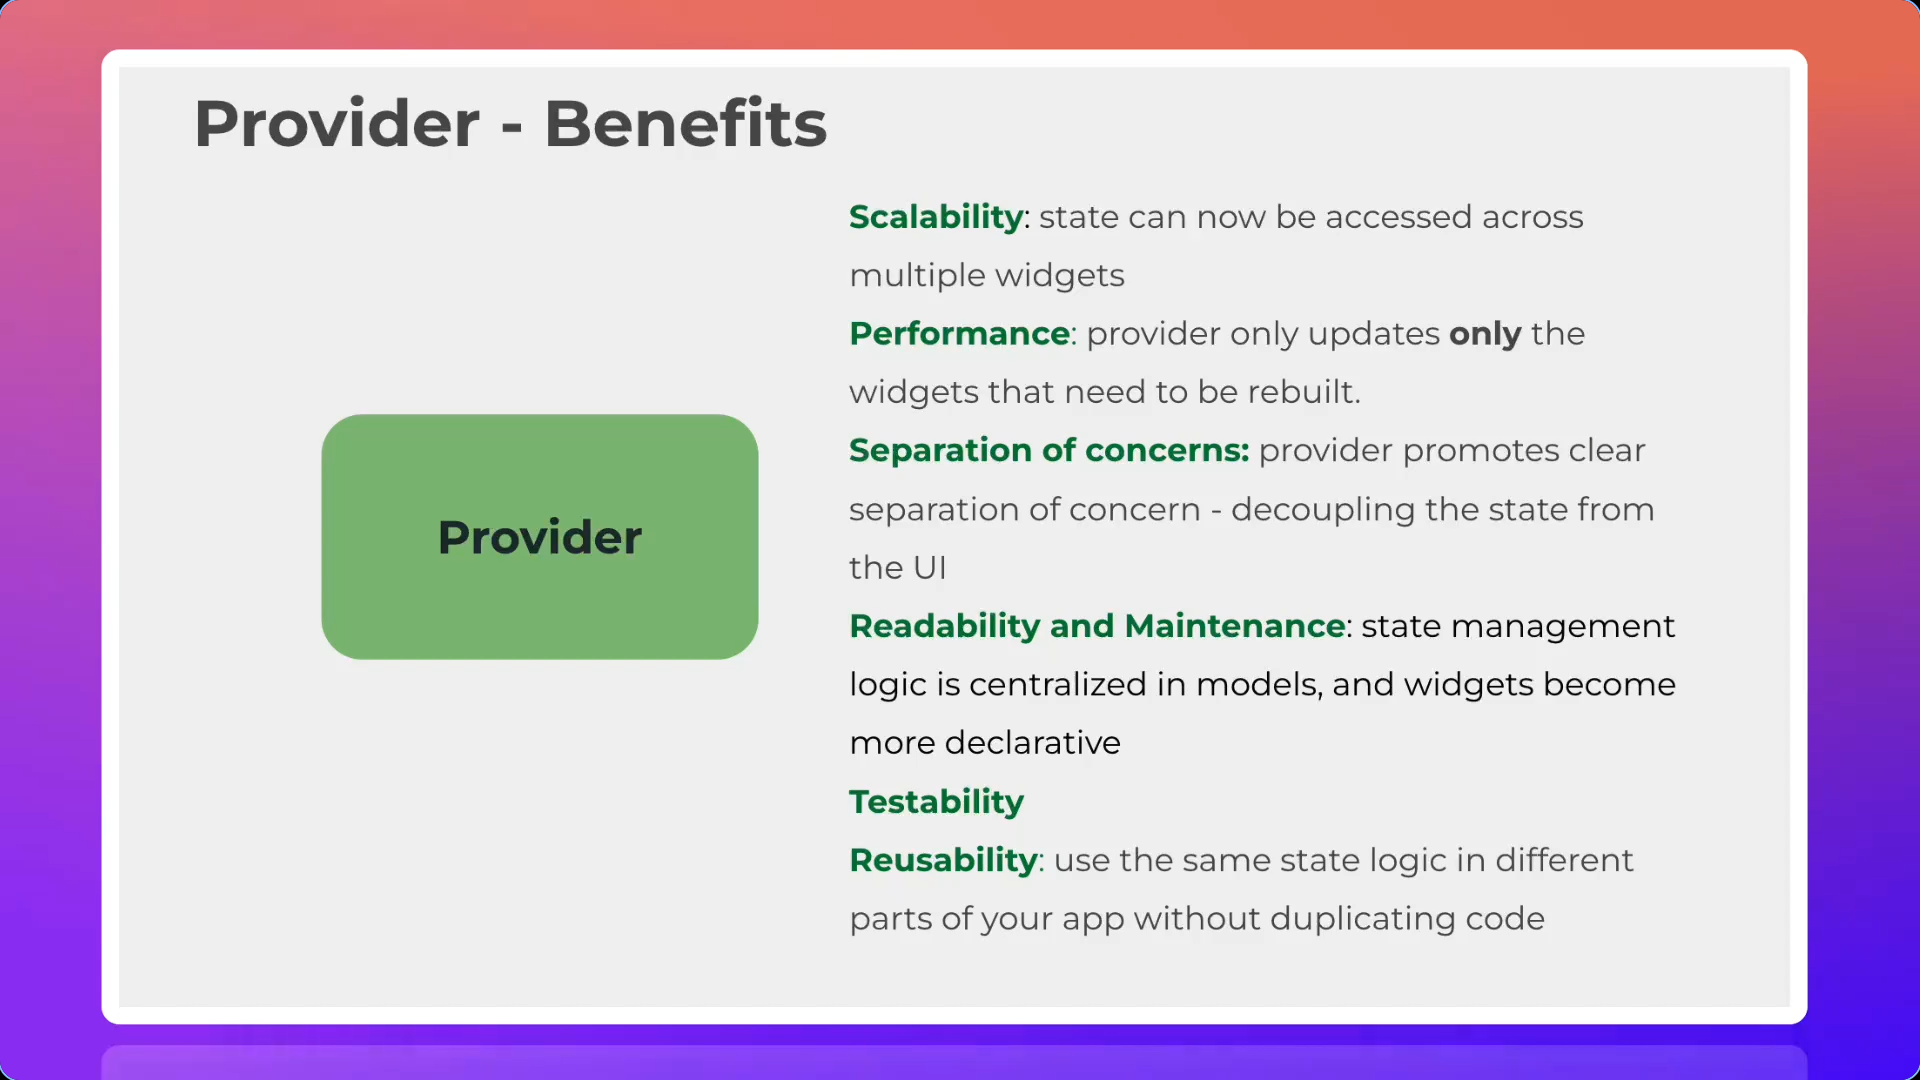 Provider - Benefits
Scalability: state can now be accessed across
multiple widgets
Performance: provider only updates only the
widgets that need to be rebuilt.
Separation of concerns: provider promotes clear
separation of concern - decoupling the state from
the UI
Readability and Maintenance: state management
logic is centralized in models, and widgets become
more declarative
Testability
Reusability: use the same state logic in different
parts of your app without duplicating code
Provider